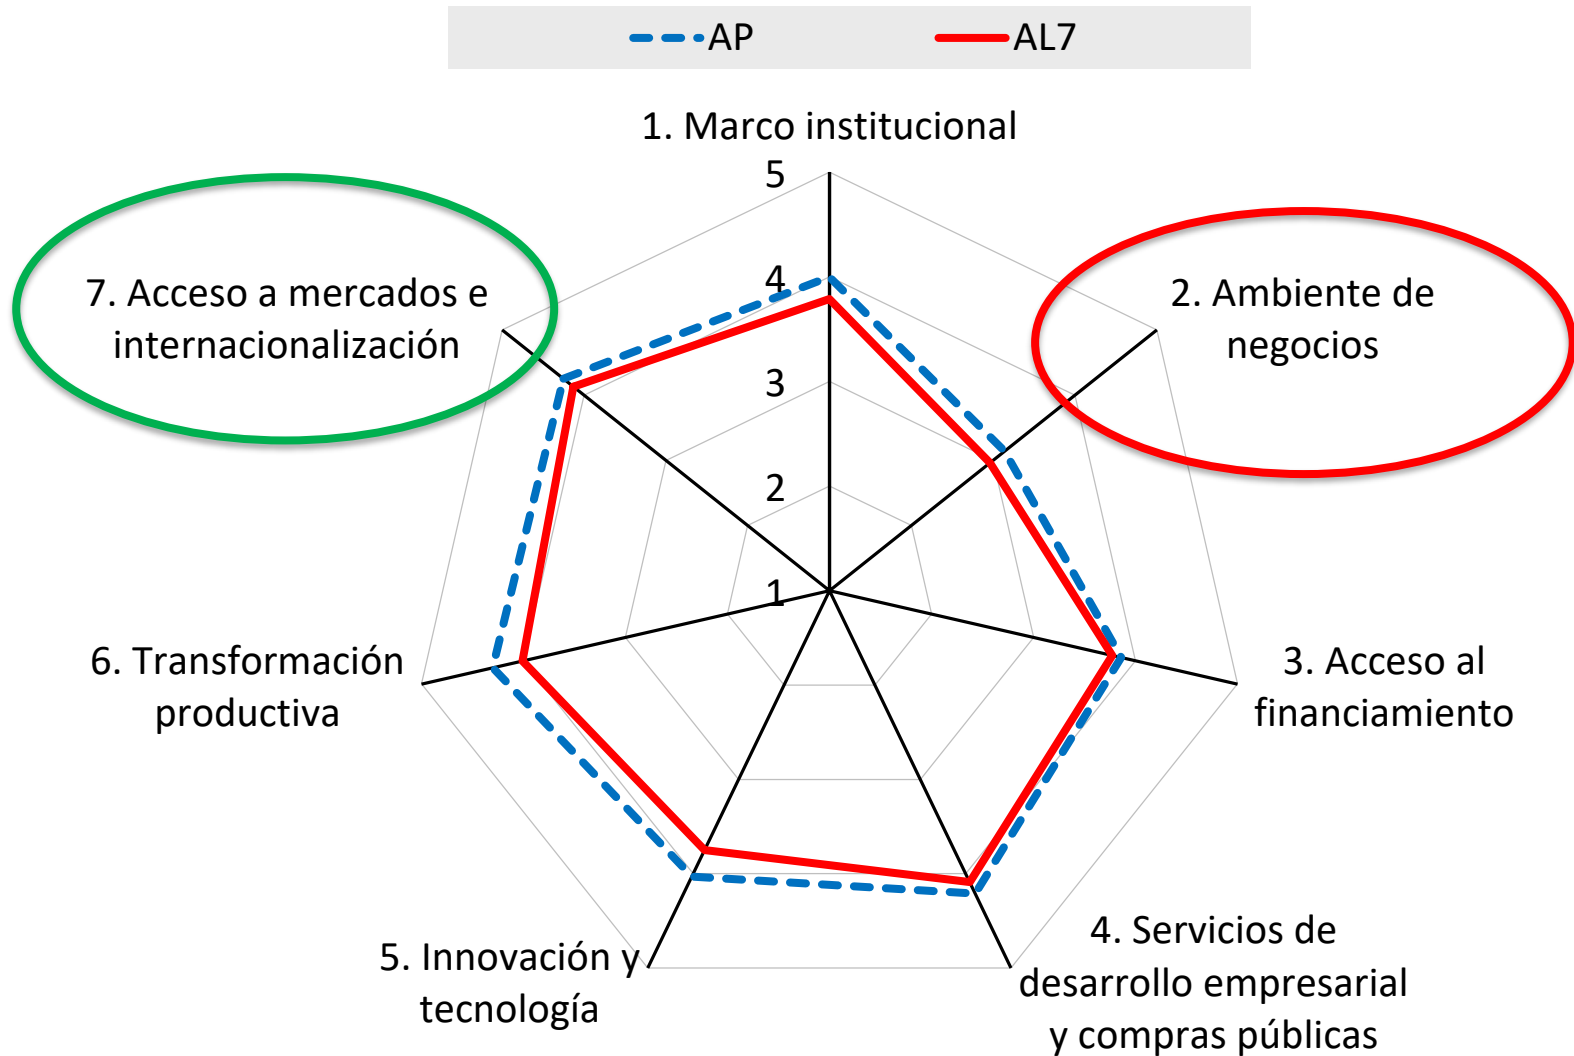 AP
AL7
1. Marco institucional
5
4
3
2
1
2. Ambiente de
negocios
3. Acceso al
financiamiento
4. Servicios de
desarrollo empresarial
y compras públicas
5. Innovación y
tecnología
6. Transformación
productiva
7. Acceso a mercados e
internacionalización